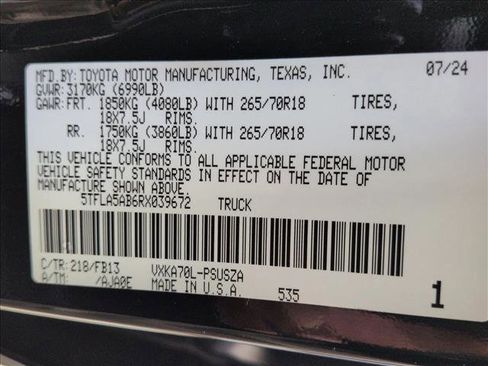 MFD.BY: TOYOTA MOTOR MANUFACTURING, TEXAS, INC. 07/24
GVWR: 3170KG (6990LB)
GAWR: FRT. 1850KG (4080LB) WITH 265/70R18 TIRES,
18X7.5J RIMS.
RR. 1750KG (3860LB) WITH 265/70R18 TIRES,
18X7.5J RIMS.
THIS VEHICLE CONFORMS TO ALL APPLICABLE FEDERAL MOTOR
VEHICLE SAFETY STANDARDS IN EFFECT ON THE DATE OF
MANUFACTURE SHOWN ABOVE.
5TFLA5AB6RX039672 TRUCK
C/TR: 218/FB13 VXKA70L-PSUSZA
A/TM: /AJA0E MADE IN U.S.A. 535 1